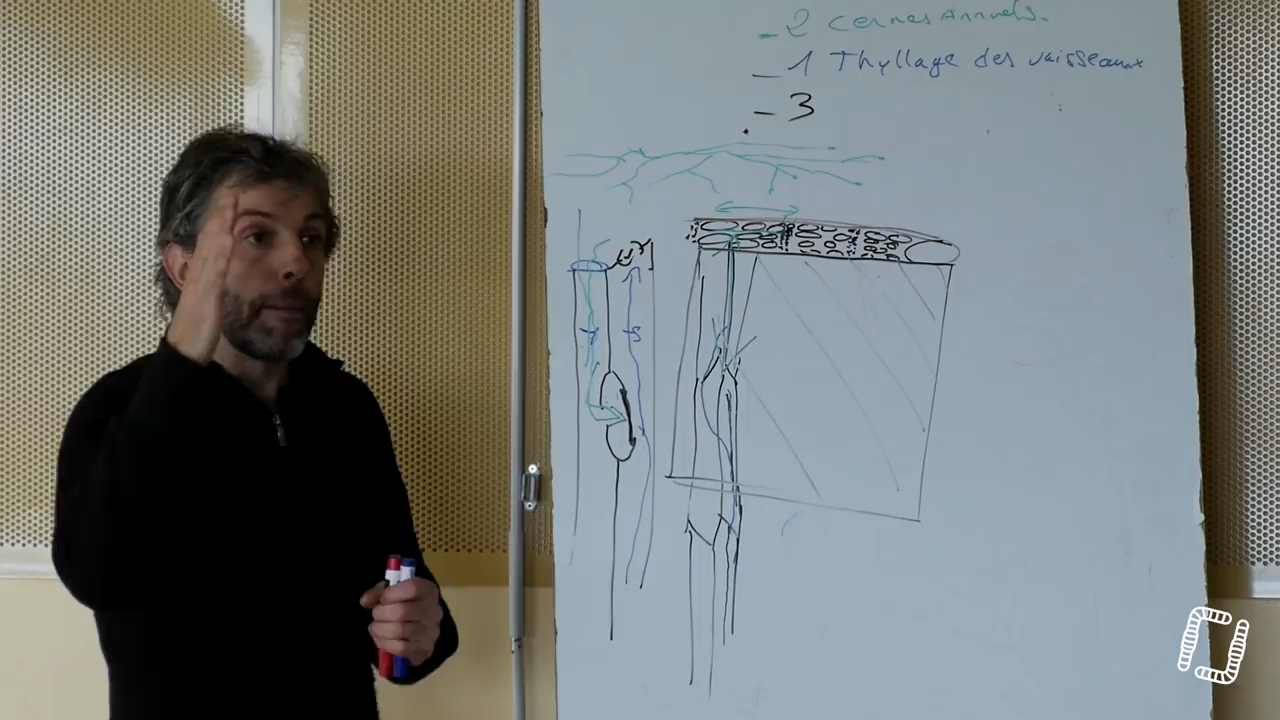 - 2 cernes Annuels.
- 1 Thyllage des vaisseaux
- 3